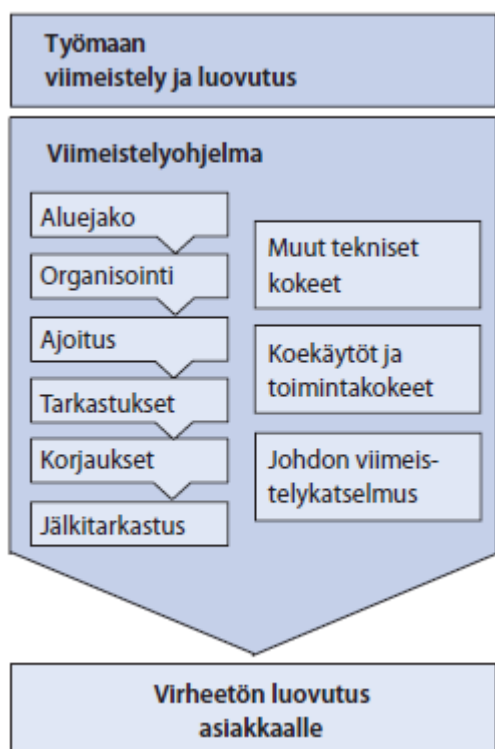 Työmaan
viimeistely ja luovutus
Viimeistelyohjelma
Aluejako
Organisointi
Ajoitus
Tarkastukset
Korjaukset
Jälkitarkastus
Muut tekniset
kokeet
Koekäytöt ja
toimintakokeet
Johdon viimeis-
telykatselmus
Virheetön luovutus
asiakkaalle